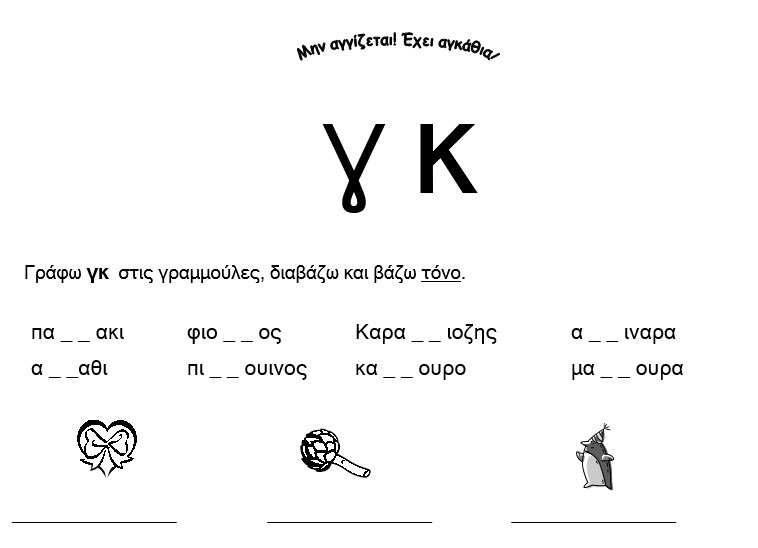 Μην αγγίζεται! Έχει αγκάθια!
γ κ
Γράφω γκ στις γραμμούλες, διαβάζω και βάζω τόνο.
πα _ _ ακι φιο _ _ ος Καρα _ _ ιοζης α _ _ ιναρα
α _ _αθι πι _ _ ουινος κα _ _ ουρο μα _ _ ουρα